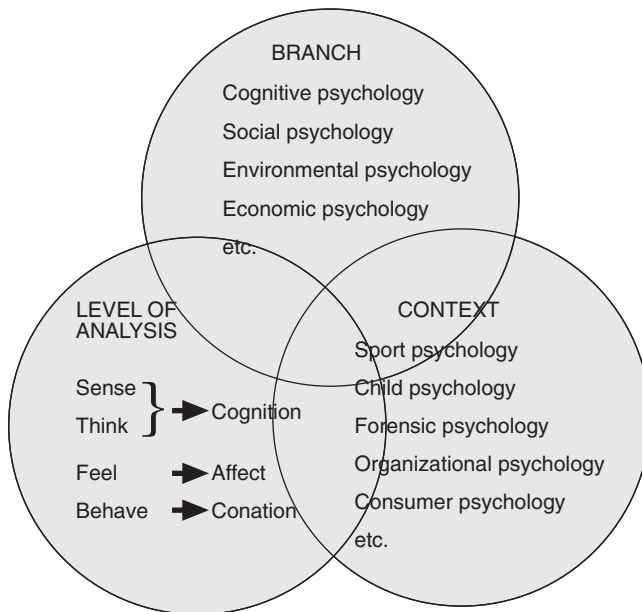 BRANCH
Cognitive psychology
Social psychology
Environmental psychology
Economic psychology
etc.
LEVEL OF
ANALYSIS
Sense
Think
Cognition
Feel
Affect
Behave
Conation
CONTEXT
Sport psychology
Child psychology
Forensic psychology
Organizational psychology
Consumer psychology
etc.